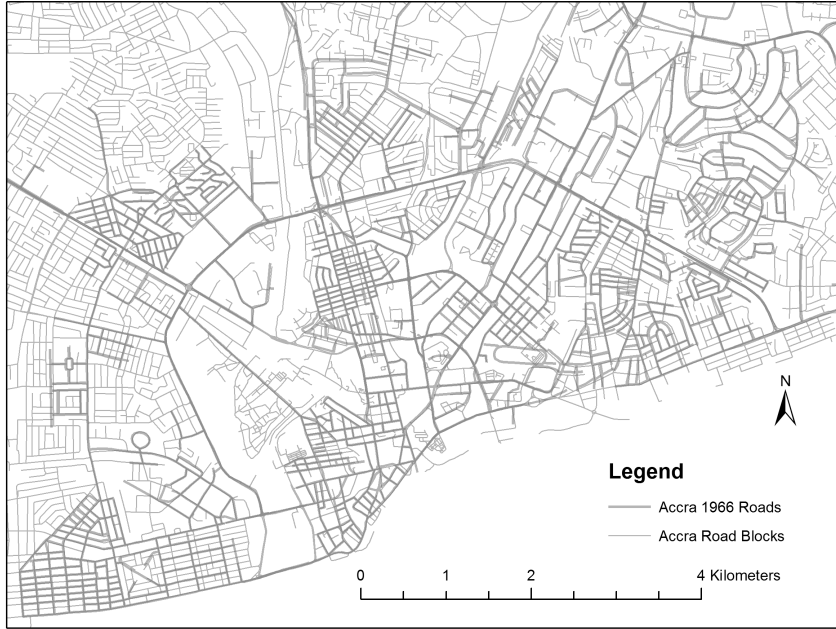 N
Legend
Accra 1966 Roads
Accra Road Blocks
0 1 2 4 Kilometers